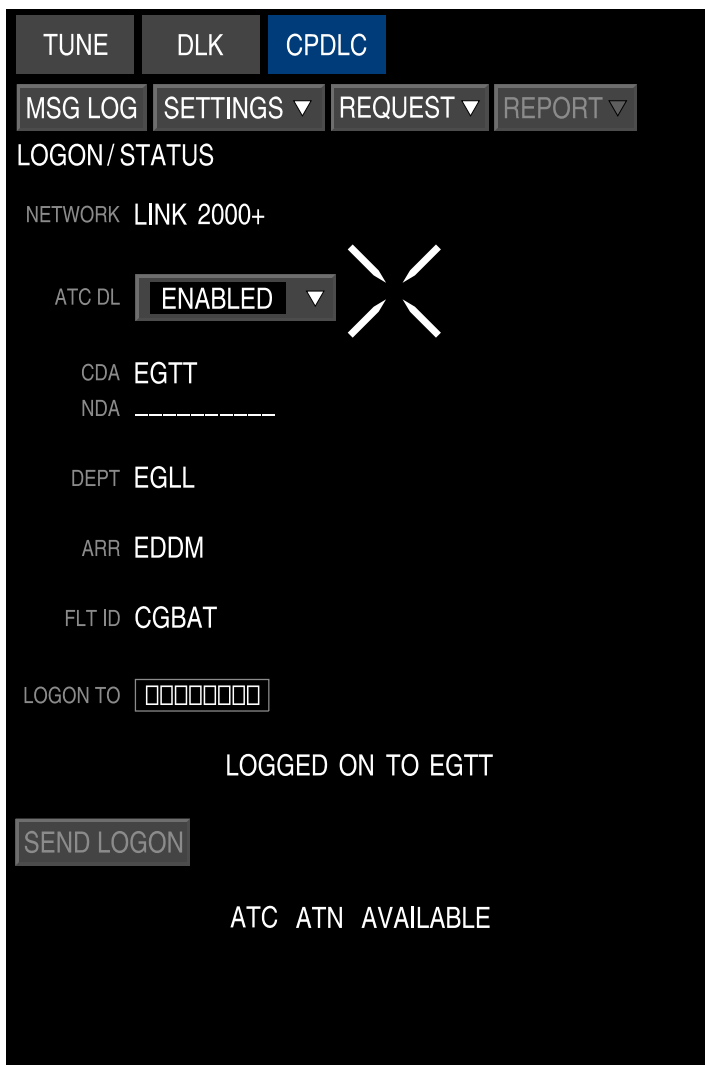 TUNE DLK CPDLC
MSG LOG SETTINGS REQUEST REPORT
LOGON/STATUS
NETWORK LINK 2000+
ATC DL ENABLED
CDA EGTT
NDA __________
DEPT EGLL
ARR EDDM
FLT ID CGBAT
LOGON TO ▯▯▯▯▯▯▯▯
LOGGED ON TO EGTT
SEND LOGON
ATC ATN AVAILABLE